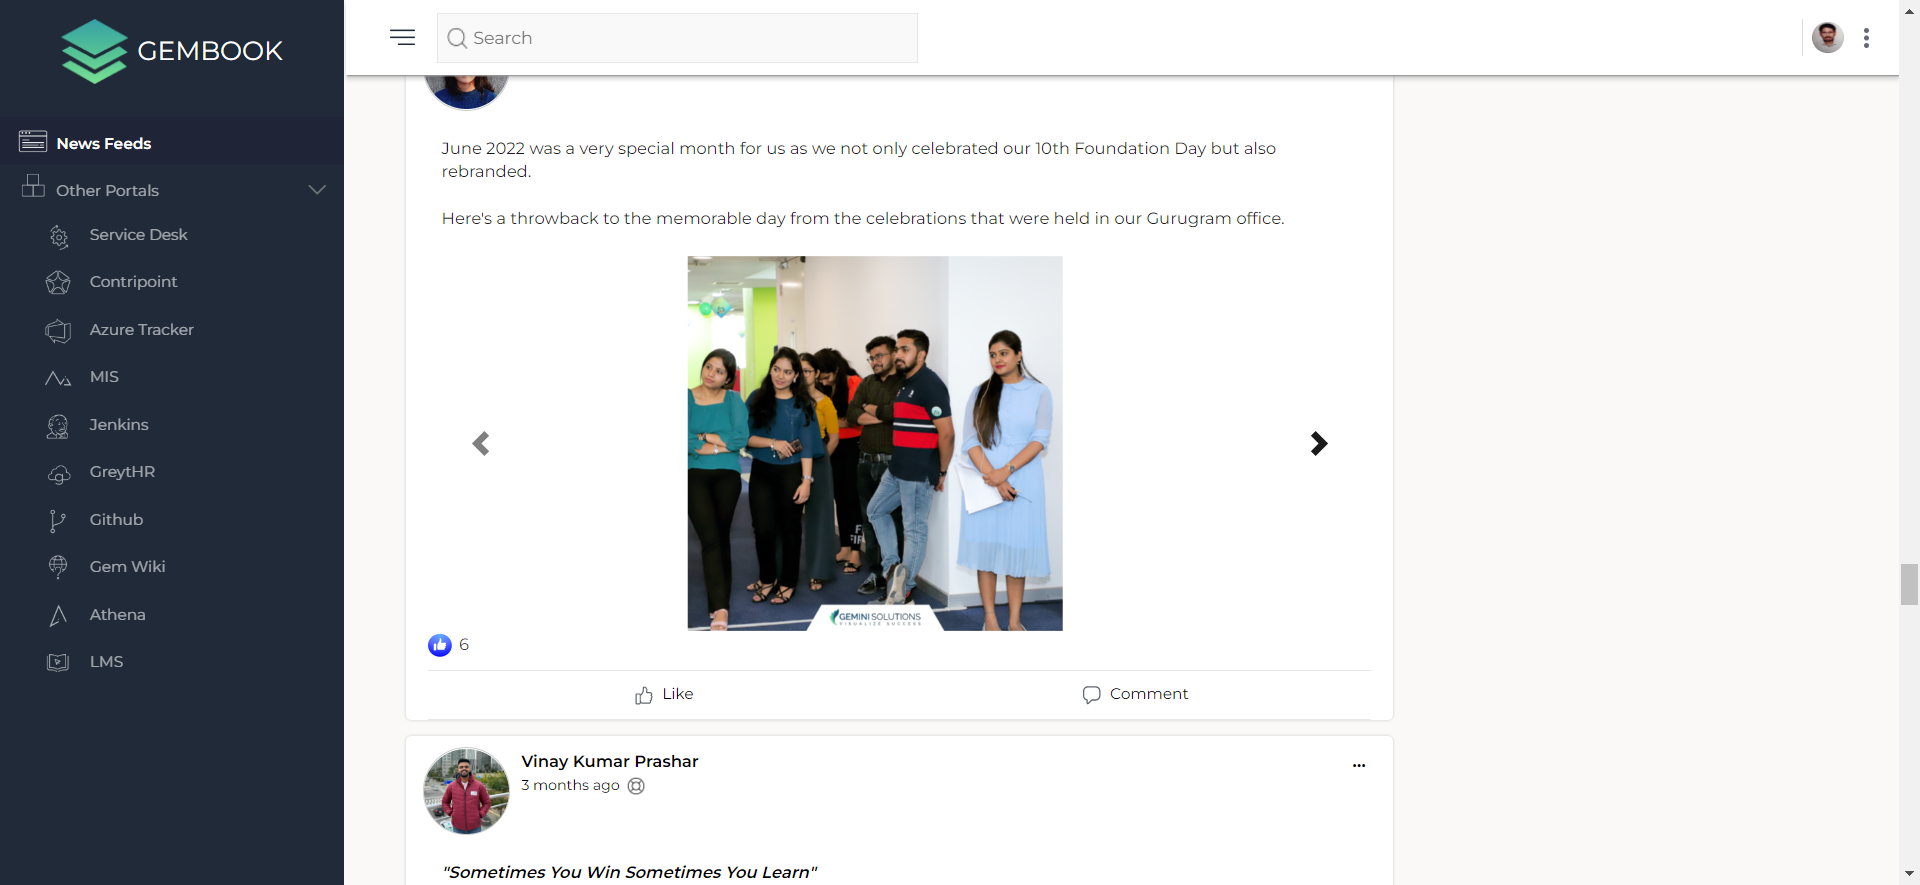 GEMBOOK
Search
News Feeds
Other Portals
Service Desk
Contripoint
Azure Tracker
MIS
Jenkins
GreytHR
Github
Gem Wiki
Athena
LMS
June 2022 was a very special month for us as we not only celebrated our 10th Foundation Day but also
rebranded.
Here's a throwback to the memorable day from the celebrations that were held in our Gurugram office.
GEMINI SOLUTIONS
VISUALIZE SUCCESS
6
Like
Comment
Vinay Kumar Prashar
3 months ago
"Sometimes You Win Sometimes You Learn"